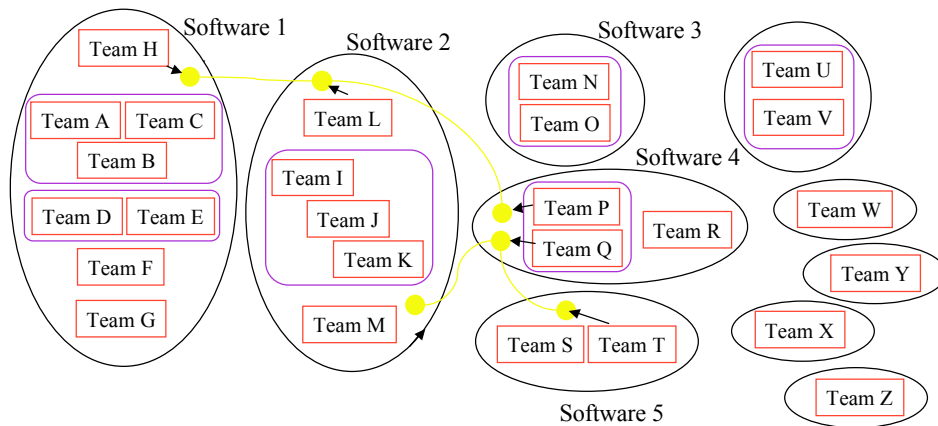 Software 1
Team H
Team A
Team C
Team B
Team D
Team E
Team F
Team G
Software 2
Team L
Team I
Team J
Team K
Team M
Software 3
Team N
Team O
Software 4
Team P
Team Q
Team R
Team S
Team T
Software 5
Team U
Team V
Team W
Team Y
Team X
Team Z